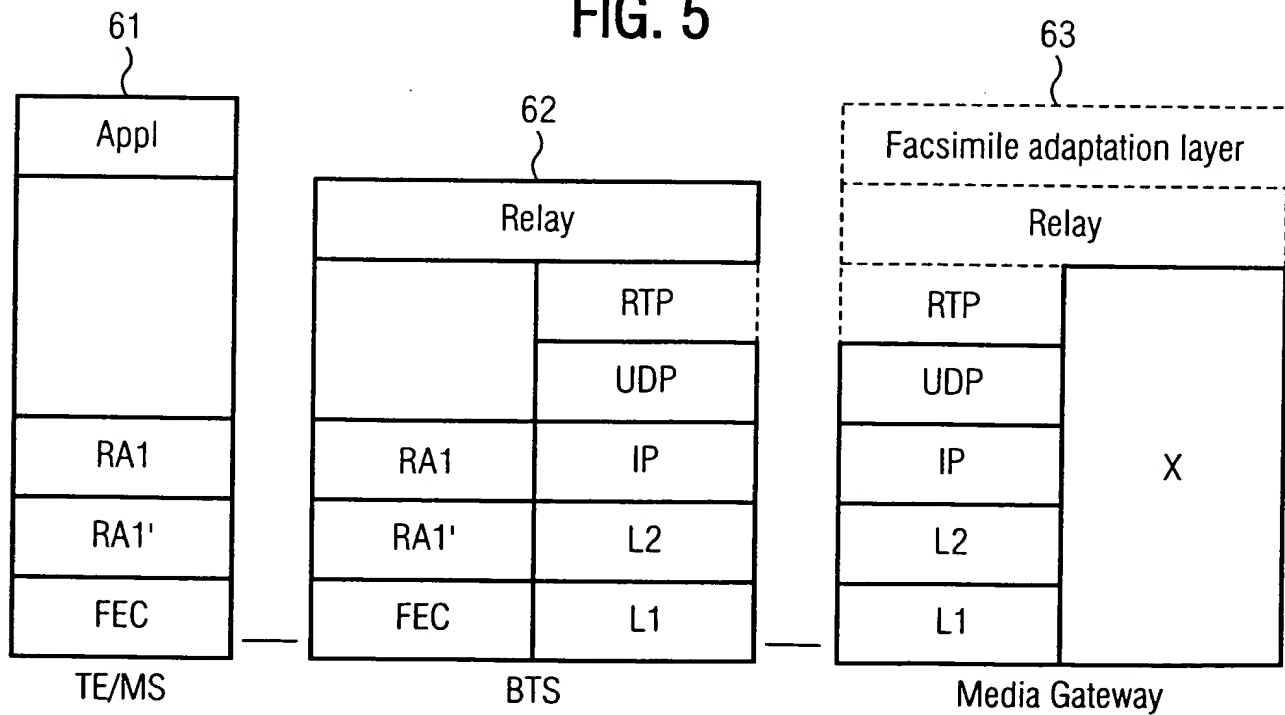 FIG. 5
61
Appl
RA1
RA1'
FEC
TE/MS
62
Relay
RTP
UDP
RA1 IP
RA1' L2
FEC L1
BTS
63
Facsimile adaptation layer
Relay
RTP
UDP
IP
L2
L1
X
Media Gateway